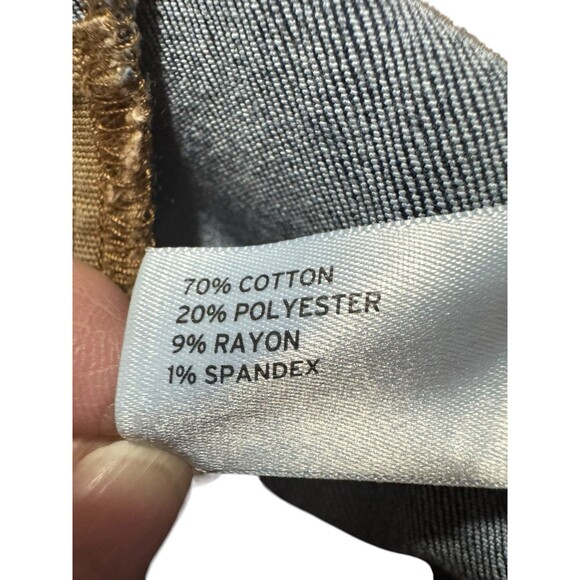 70% COTTON
20% POLYESTER
9% RAYON
1% SPANDEX